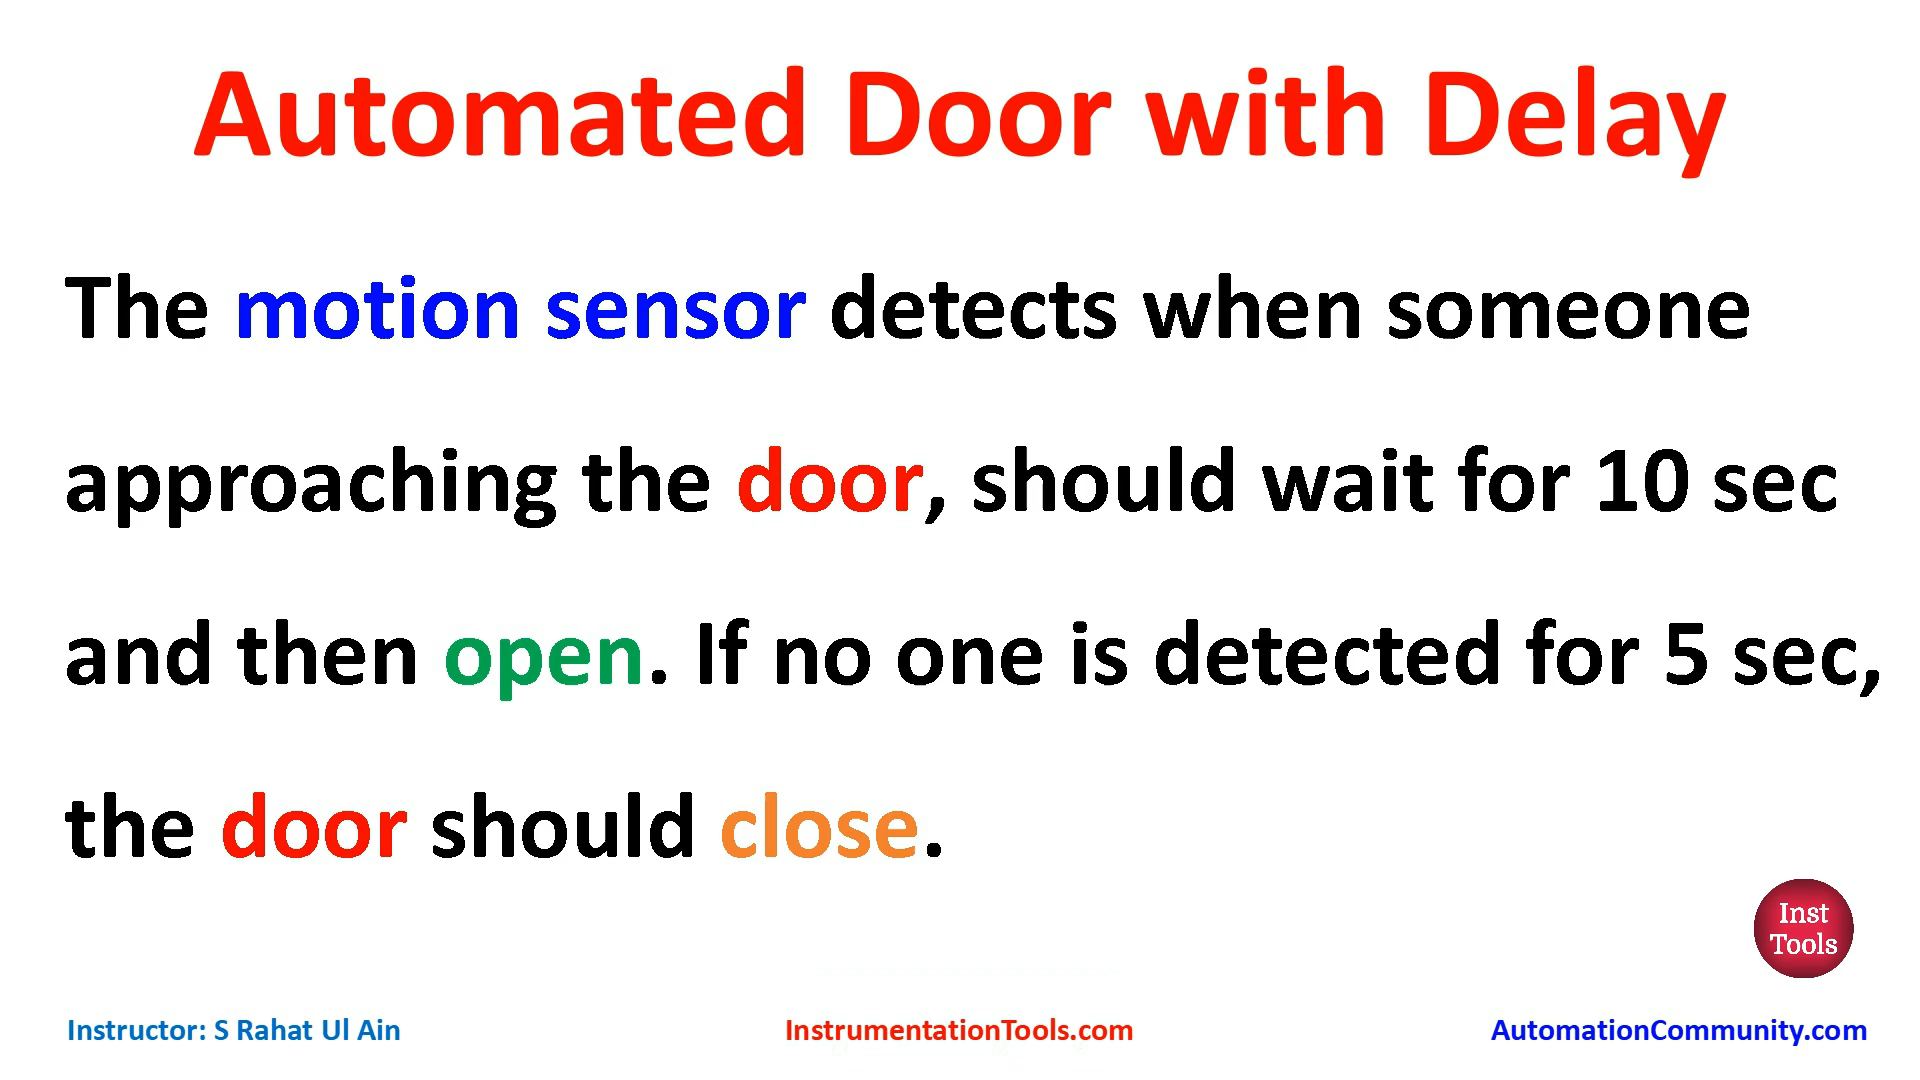 Automated Door with Delay
The motion sensor detects when someone
approaching the door, should wait for 10 sec
and then open. If no one is detected for 5 sec,
the door should close.
Inst
Tools
Instructor: S Rahat Ul Ain
InstrumentationTools.com
AutomationCommunity.com